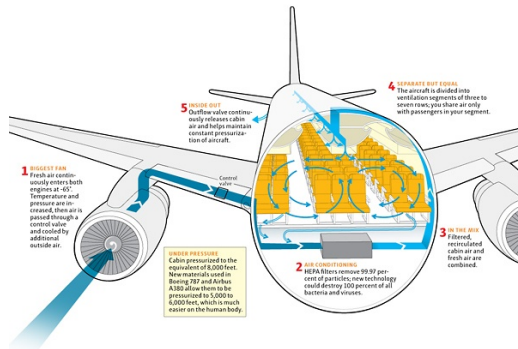 1 BIGGEST FAN
Fresh air contin-
uously enters both
engines at -65°.
Temperature and
pressure are in-
creased, then air is
passed through a
control valve
and cooled by
additional
outside air.
Control
valve
5 INSIDE OUT
Outflow valve continu-
ously releases cabin
air and helps maintain
constant pressuriza-
tion of aircraft.
4 SEPARATE BUT EQUAL
The aircraft is divided into
ventilation segments of three to
seven rows; you share air only
with passengers in your segment.
UNDER PRESSURE
Cabin pressurized to the
equivalent of 8,000 feet.
New materials used in
Boeing 787 and Airbus
A380 allow them to be
pressurized to 5,000 to
6,000 feet, which is much
easier on the human body.
2 AIR CONDITIONING
HEPA filters remove 99.97 per-
cent of particles; new technology
could destroy 100 percent of all
bacteria and viruses.
3 IN THE MIX
Filtered,
recirculated
cabin air and
fresh air are
combined.